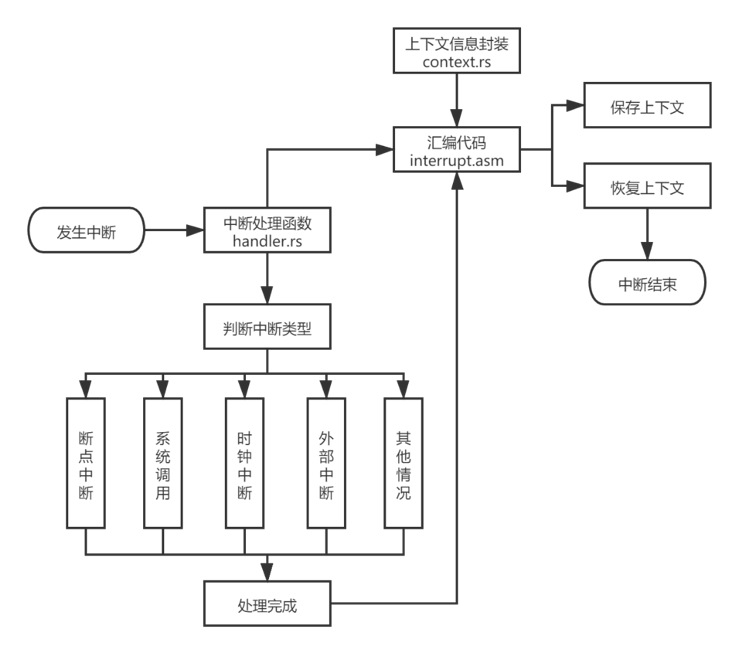 上下文信息封装
context.rs
汇编代码
interrupt.asm
保存上下文
恢复上下文
中断结束
发生中断
中断处理函数
handler.rs
判断中断类型
断点中断
系统调用
时钟中断
外部中断
其他情况
处理完成